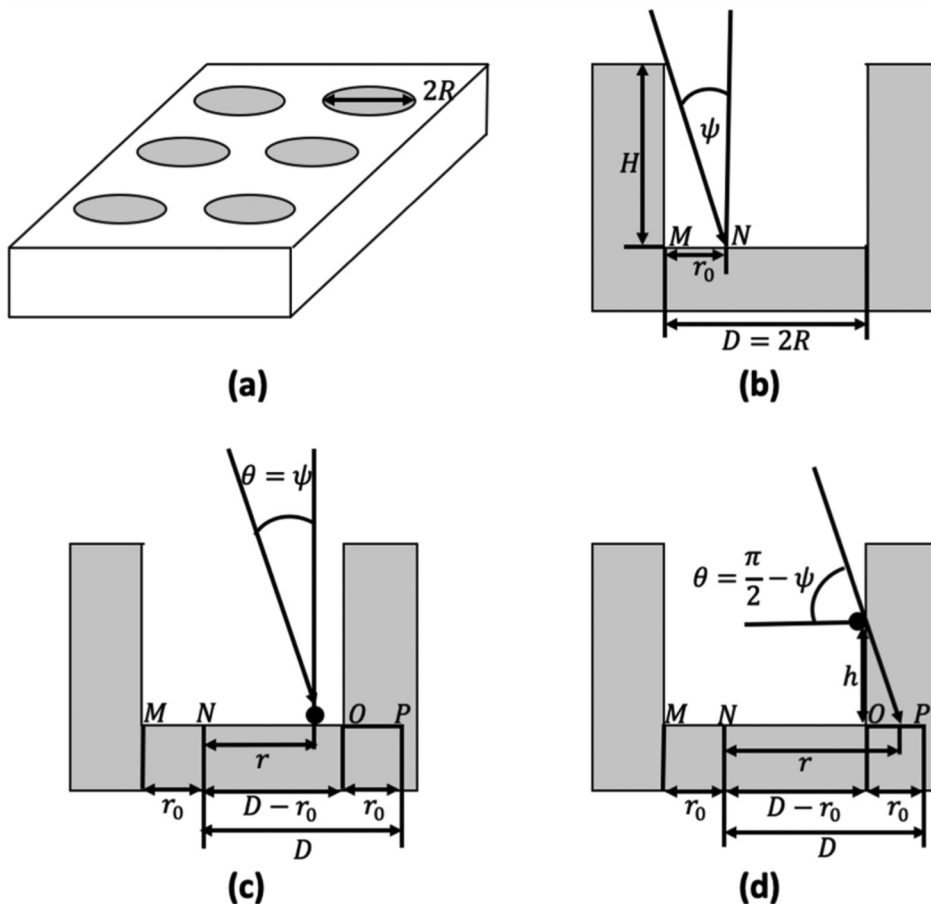 2R
(a)
ψ
H
M N
r₀
D = 2R
(b)
θ = ψ
M N O P
r
r₀ D − r₀ r₀
D
(c)
θ = π/2 − ψ
h
M N O P
r
r₀ D − r₀ r₀
D
(d)